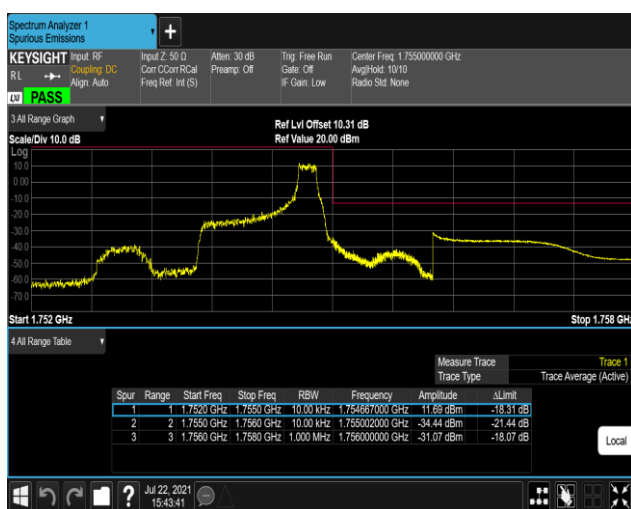 Spectrum Analyzer 1
Spurious Emissions
+
KEYSIGHT Input: RF Input Z: 50 Ω Atten: 30 dB Trig: Free Run Center Freq: 1.755000000 GHz
RL Coupling: DC Corr CCorr RCal Preamp: Off Gate: Off Avg|Hold: 10/10
Align: Auto Freq Ref: Int (S) IF Gain: Low Radio Std: None
LXI PASS
3 All Range Graph Ref Lvl Offset 10.31 dB
Scale/Div 10.0 dB Ref Value 20.00 dBm
Log
10.0
0.00
-10.0
-20.0
-30.0
-40.0
-50.0
-60.0
-70.0
Start 1.752 GHz Stop 1.758 GHz
4 All Range Table
Measure Trace Trace 1
Trace Type Trace Average (Active)
Spur Range Start Freq Stop Freq RBW Frequency Amplitude ΔLimit
1 1 1.7520 GHz 1.7550 GHz 10.00 kHz 1.754667000 GHz 11.69 dBm -18.31 dB
2 2 1.7550 GHz 1.7560 GHz 10.00 kHz 1.755002000 GHz -34.44 dBm -21.44 dB
3 3 1.7560 GHz 1.7580 GHz 1.000 MHz 1.756000000 GHz -31.07 dBm -18.07 dB
Local
? Jul 22, 2021
15:43:41